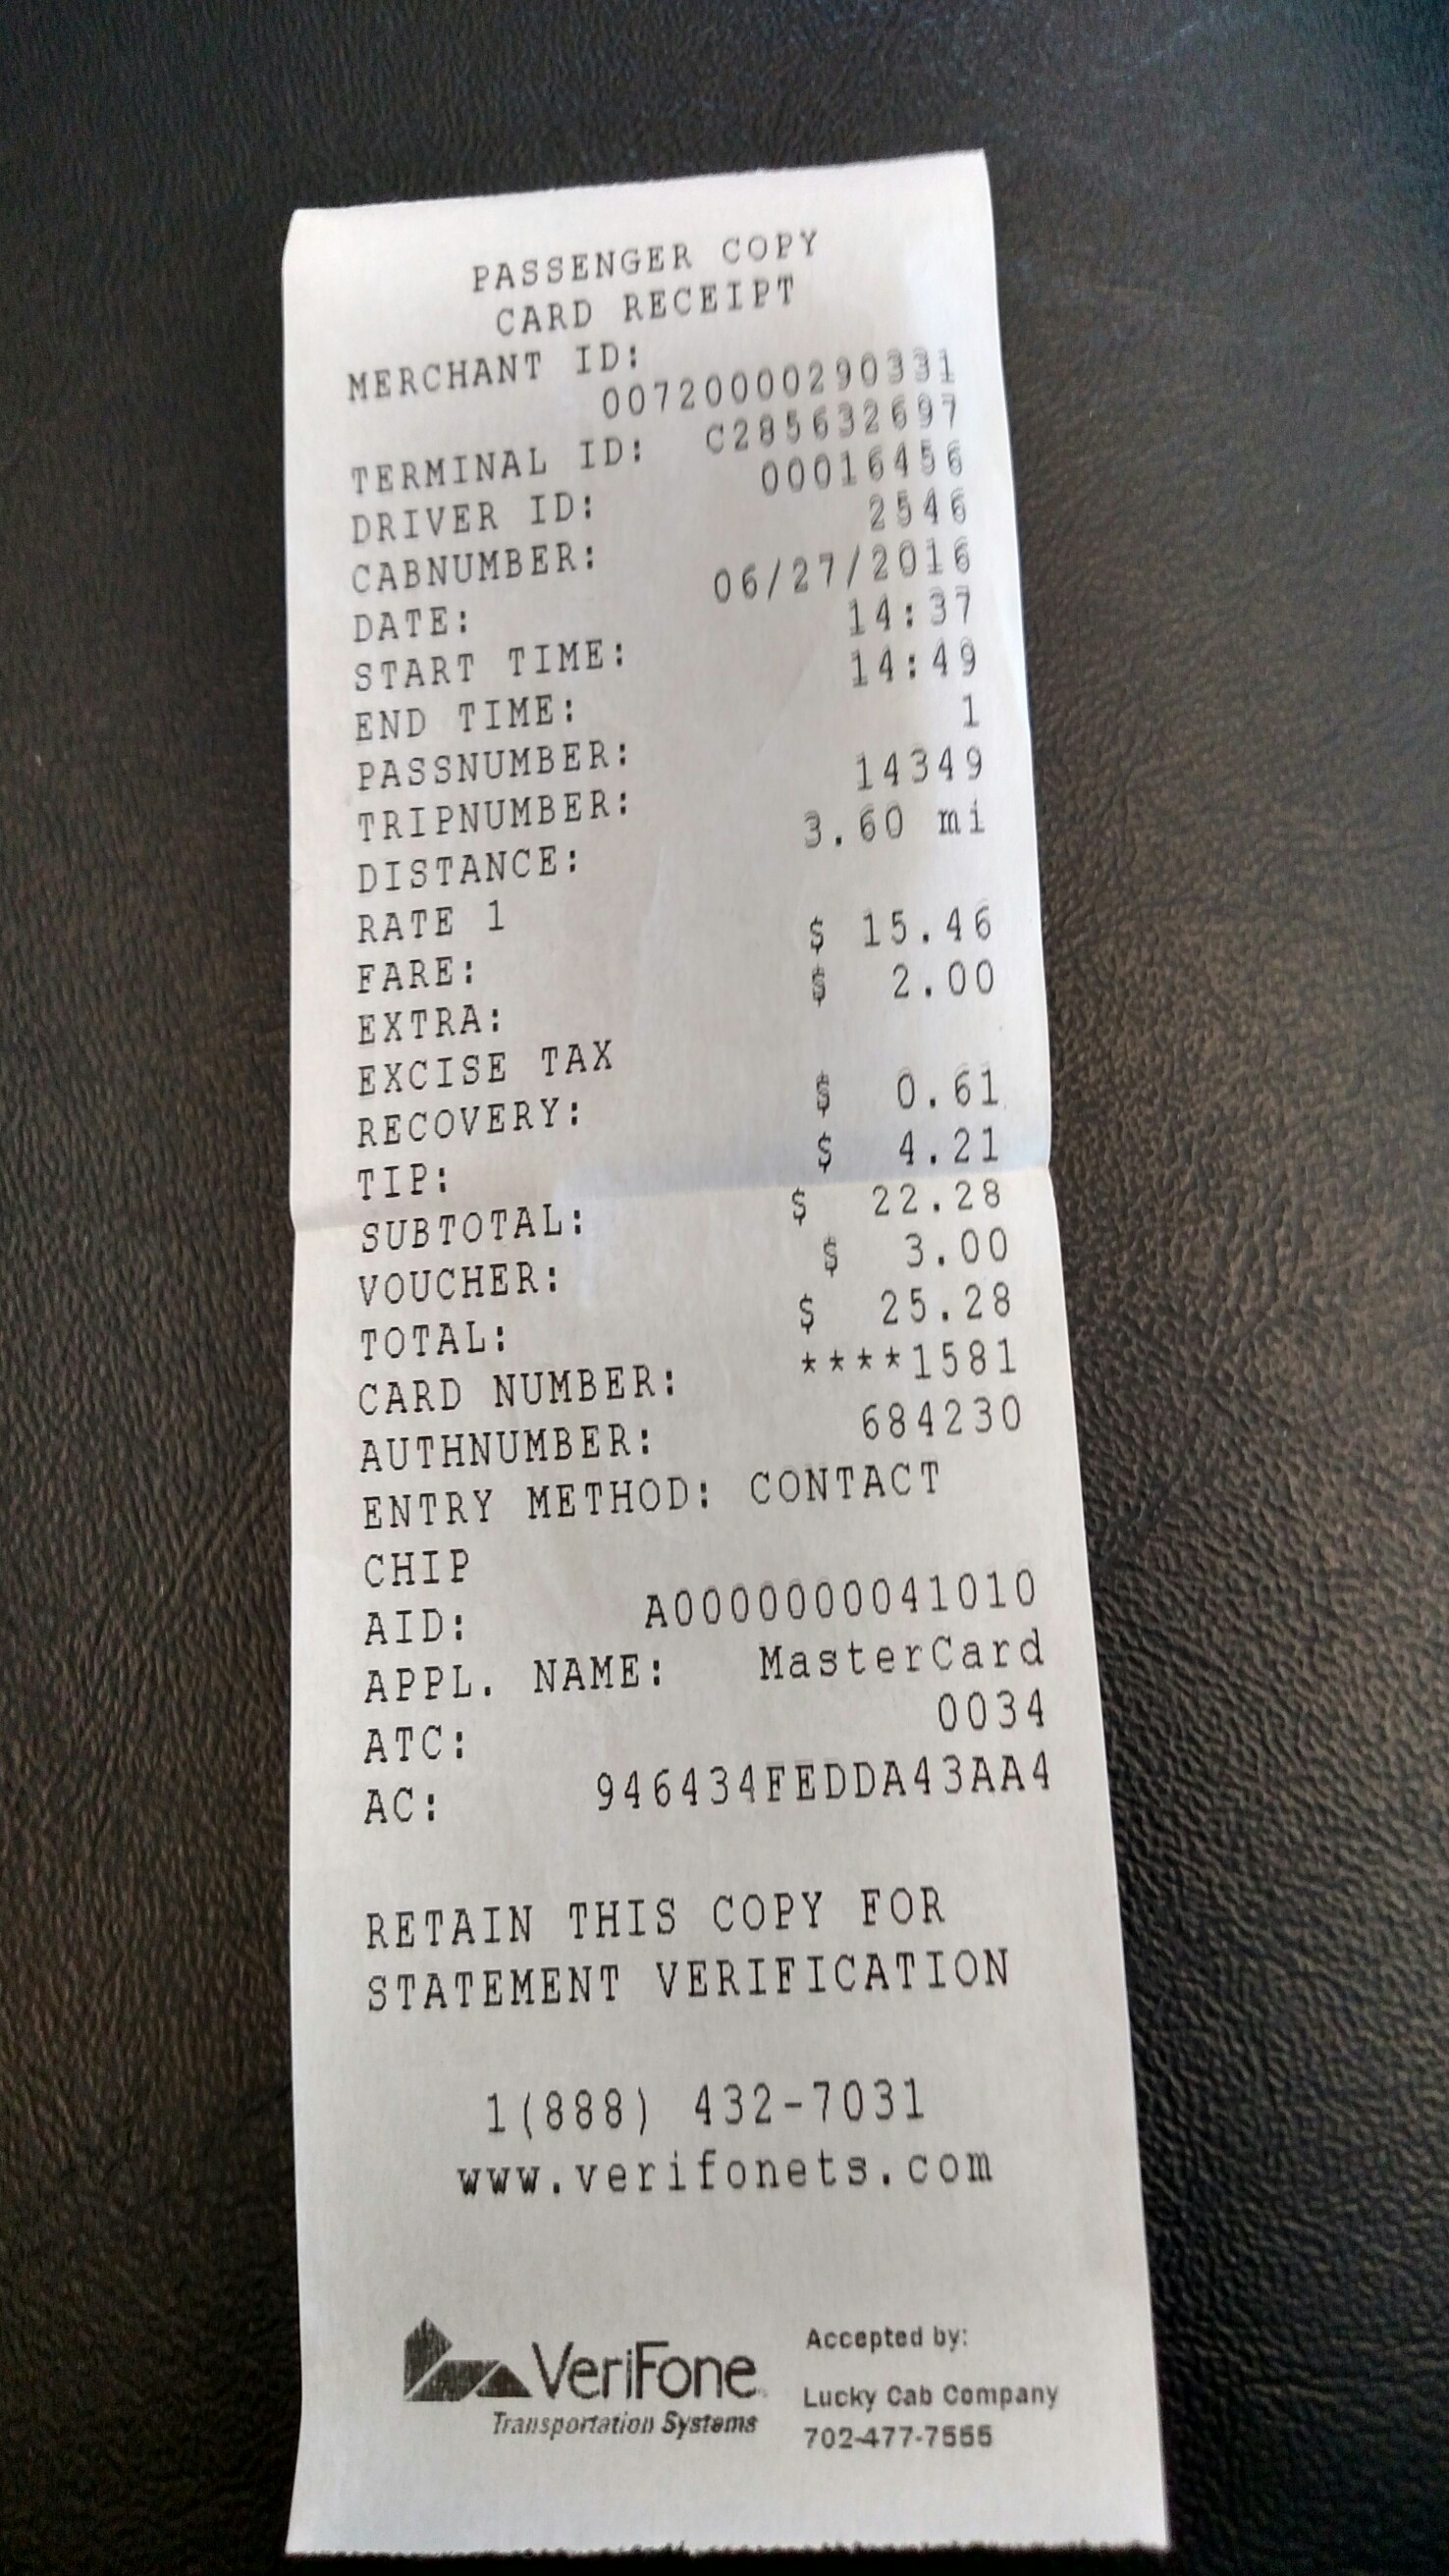 PASSENGER COPY
CARD RECEIPT
MERCHANT ID:
00720000290331
TERMINAL ID: C285632697
DRIVER ID: 00016456
CABNUMBER: 2546
DATE: 06/27/2016
START TIME: 14:37
END TIME: 14:49
PASSNUMBER: 1
TRIPNUMBER: 14349
DISTANCE: 3.60 mi
RATE 1
FARE: $ 15.46
EXTRA: $ 2.00
EXCISE TAX
RECOVERY: $ 0.61
TIP: $ 4.21
SUBTOTAL: $ 22.28
VOUCHER: $ 3.00
TOTAL: $ 25.28
CARD NUMBER: ****1581
AUTHNUMBER: 684230
ENTRY METHOD: CONTACT
CHIP
AID: A0000000041010
APPL. NAME: MasterCard
ATC: 0034
AC: 946434FEDDA43AA4
RETAIN THIS COPY FOR
STATEMENT VERIFICATION
1(888) 432-7031
www.verifonets.com
VeriFone
Transportation Systems
Accepted by:
Lucky Cab Company
702-477-7555